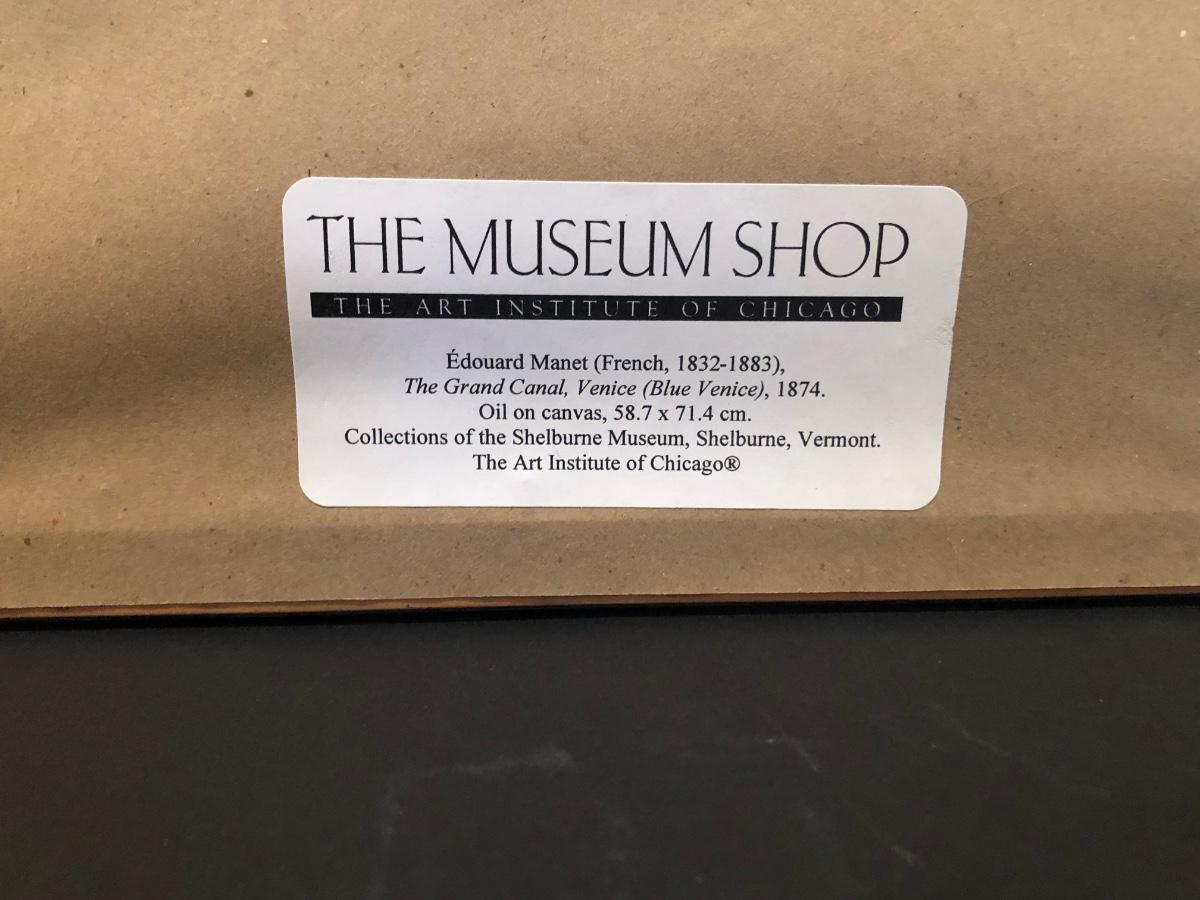 THE MUSEUM SHOP
THE ART INSTITUTE OF CHICAGO
Édouard Manet (French, 1832-1883),
The Grand Canal, Venice (Blue Venice), 1874.
Oil on canvas, 58.7 x 71.4 cm.
Collections of the Shelburne Museum, Shelburne, Vermont.
The Art Institute of Chicago®